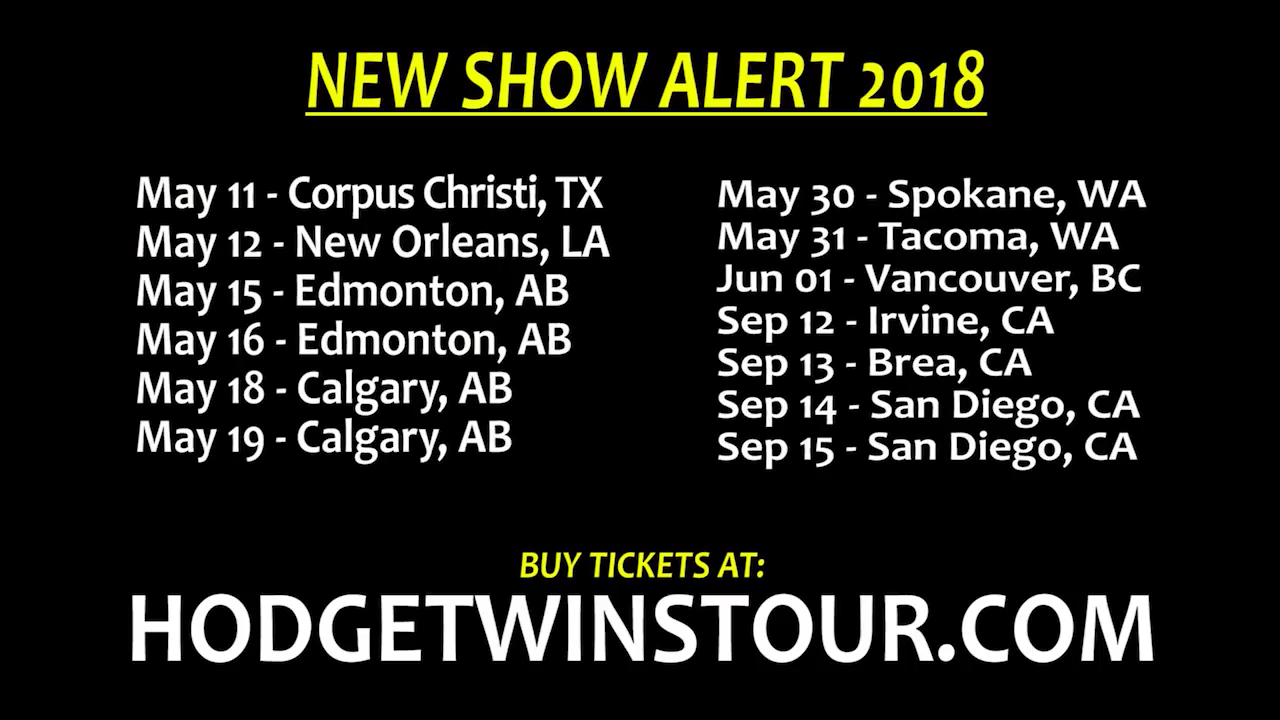 NEW SHOW ALERT 2018
May 11 - Corpus Christi, TX
May 12 - New Orleans, LA
May 15 - Edmonton, AB
May 16 - Edmonton, AB
May 18 - Calgary, AB
May 19 - Calgary, AB
May 30 - Spokane, WA
May 31 - Tacoma, WA
Jun 01 - Vancouver, BC
Sep 12 - Irvine, CA
Sep 13 - Brea, CA
Sep 14 - San Diego, CA
Sep 15 - San Diego, CA
BUY TICKETS AT:
HODGETWINSTOUR.COM